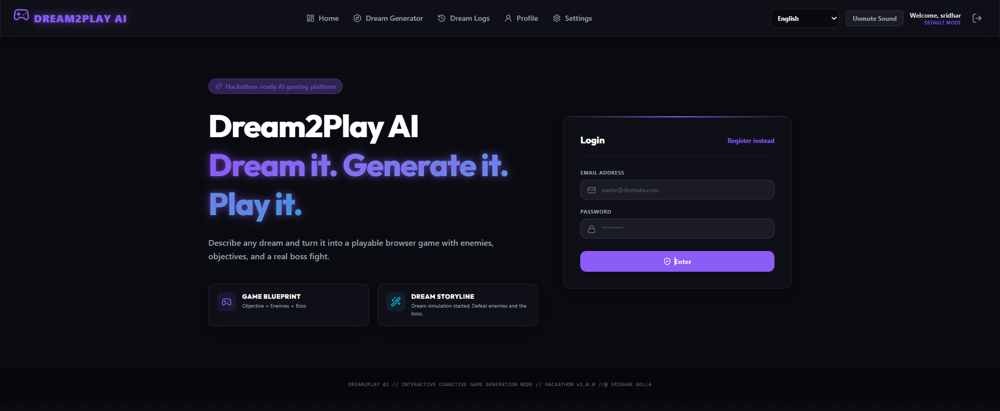 DREAM2PLAY AI
Home
Dream Generator
Dream Logs
Profile
Settings
English
Unmute Sound
Welcome, sridhar
DEFAULT MODE
Hackathon-ready AI gaming platform
Dream2Play AI
Dream it. Generate it.
Play it.
Describe any dream and turn it into a playable browser game with enemies,
objectives, and a real boss fight.
GAME BLUEPRINT
Objective + Enemies + Boss
DREAM STORYLINE
Dream simulation started. Defeat enemies and the
boss.
Login
Register instead
EMAIL ADDRESS
name@domain.com
PASSWORD
********
Enter
DREAM2PLAY AI // INTERACTIVE COGNITIVE GAME GENERATION NODE // HACKATHON v1.0.0 //@ SRIDHAR GOLLA